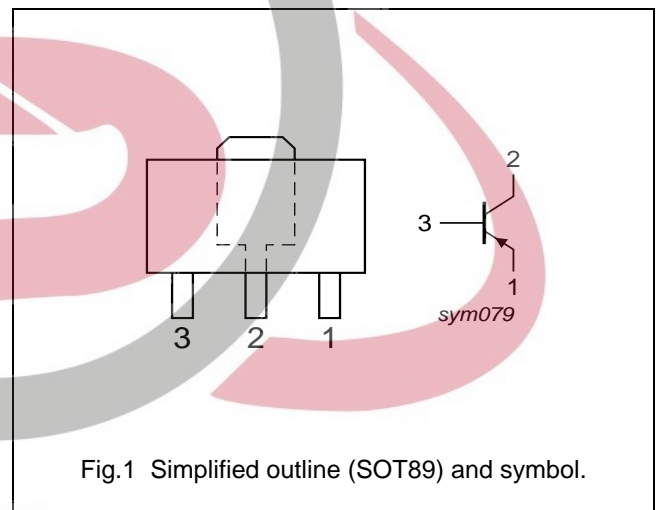 2
3
1
sym079
3 2 1
Fig.1 Simplified outline (SOT89) and symbol.